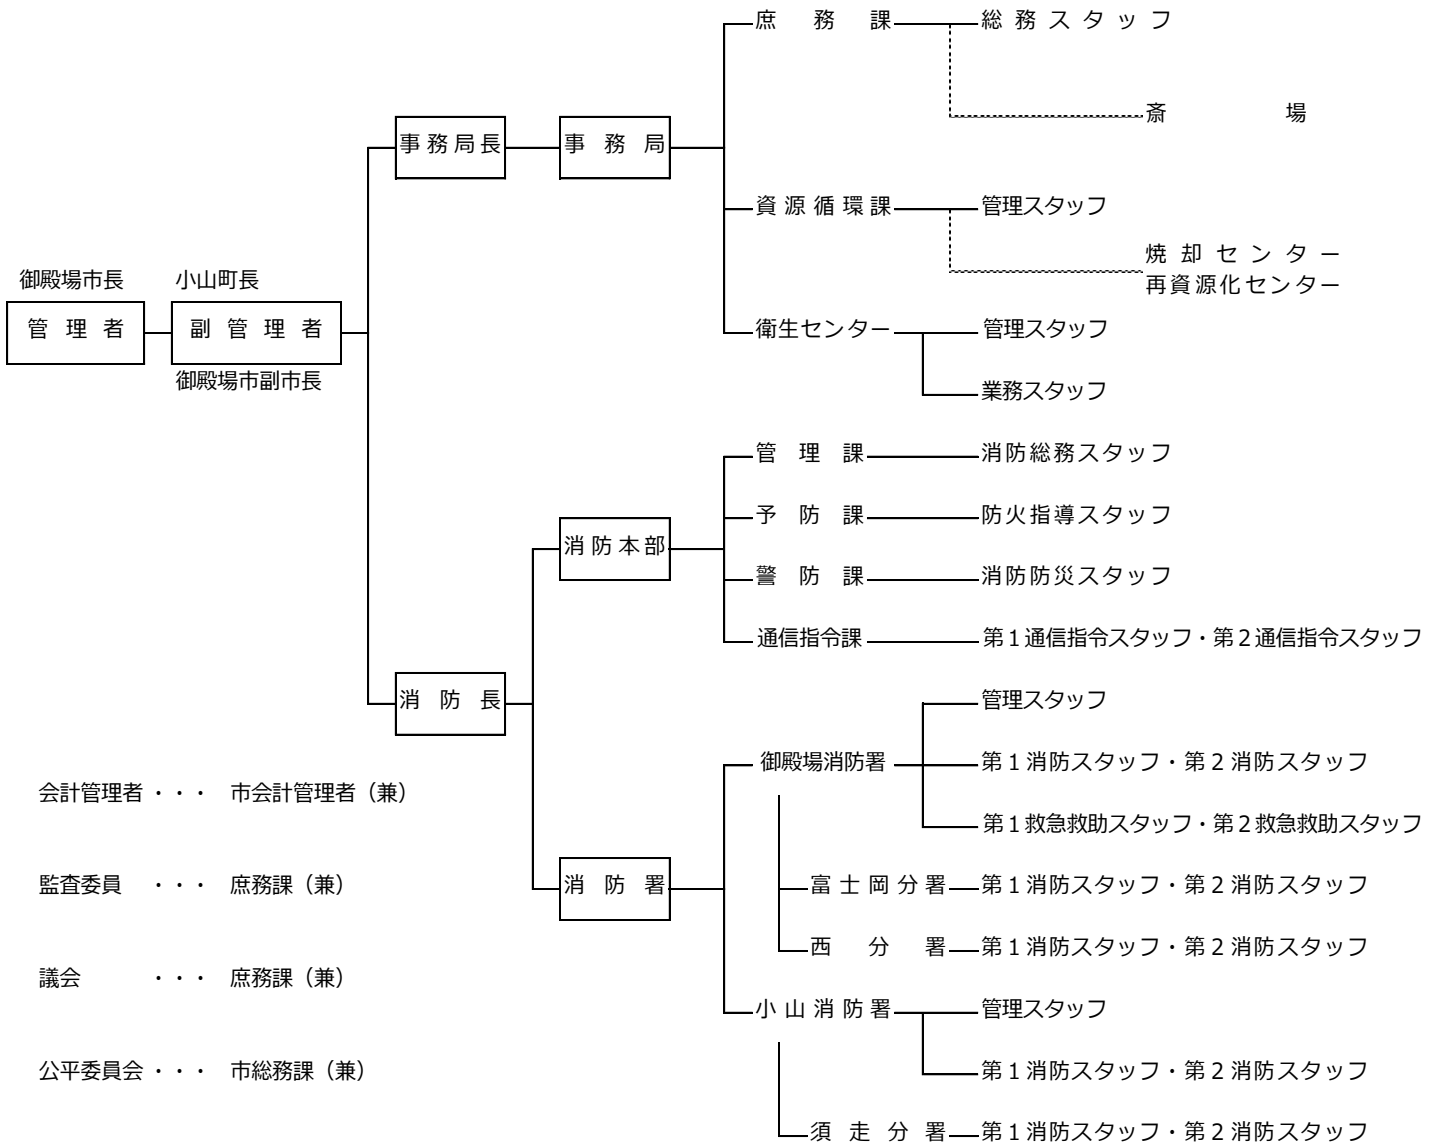 庶務課 総務スタッフ
斎場
事務局長 事務局
資源循環課 管理スタッフ
焼却センター
再資源化センター
御殿場市長 小山町長
管理者 副管理者
御殿場市副市長
衛生センター 管理スタッフ
業務スタッフ
管理課 消防総務スタッフ
予防課 防火指導スタッフ
消防本部
警防課 消防防災スタッフ
通信指令課 第1通信指令スタッフ・第2通信指令スタッフ
消防長
管理スタッフ
御殿場消防署 第1消防スタッフ・第2消防スタッフ
第1救急救助スタッフ・第2救急救助スタッフ
消防署
富士岡分署 第1消防スタッフ・第2消防スタッフ
西分署 第1消防スタッフ・第2消防スタッフ
小山消防署 管理スタッフ
第1消防スタッフ・第2消防スタッフ
須走分署 第1消防スタッフ・第2消防スタッフ
会計管理者・・・ 市会計管理者（兼）
監査委員 ・・・ 庶務課（兼）
議会 ・・・ 庶務課（兼）
公平委員会・・・ 市総務課（兼）